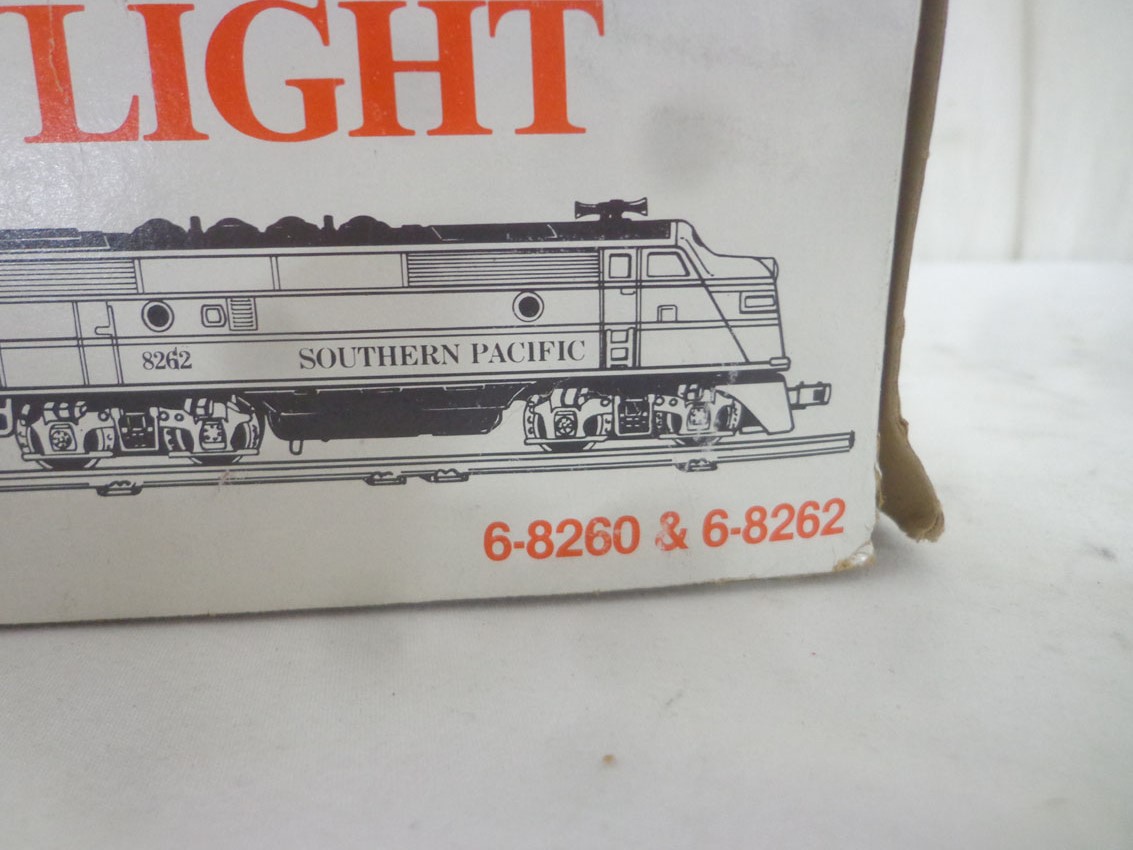 LIGHT
8262
SOUTHERN PACIFIC
6-8260 & 6-8262